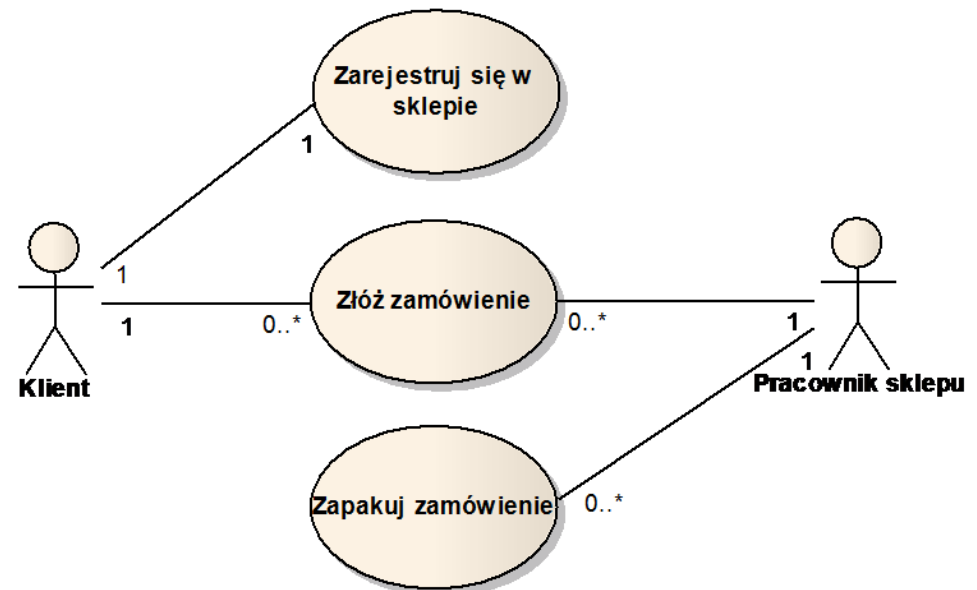 Zarejestruj się w
sklepie
1
1
Złóż zamówienie
1
0..*
0..*
1
1
Klient
Pracownik sklepu
Zapakuj zamówienie
0..*